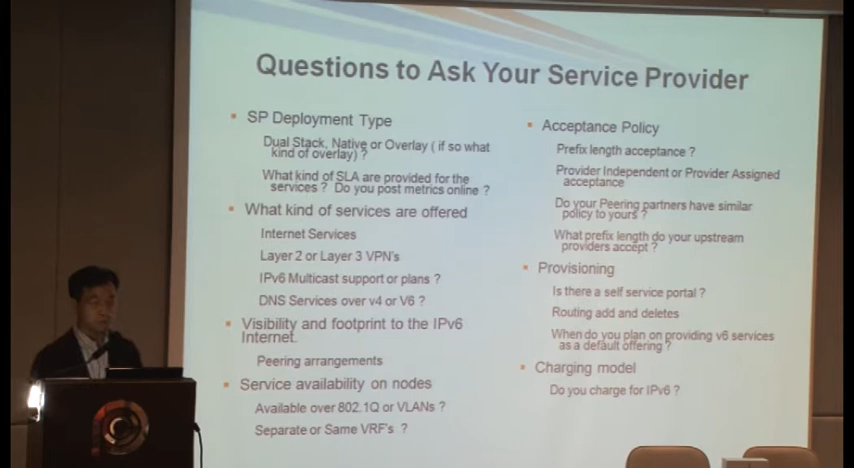 Questions to Ask Your Service Provider
SP Deployment Type
Dual Stack, Native or Overlay ( if so what
kind of overlay) ?
What kind of SLA are provided for the
services ? Do you post metrics online ?
What kind of services are offered
Internet Services
Layer 2 or Layer 3 VPN's
IPv6 Multicast support or plans ?
DNS Services over v4 or V6 ?
Visibility and footprint to the IPv6
Internet.
Peering arrangements
Service availability on nodes
Available over 802.1Q or VLANs ?
Separate or Same VRF's ?
Acceptance Policy
Prefix length acceptance ?
Provider Independent or Provider Assigned
acceptance
Do your Peering partners have similar
policy to yours ?
What prefix length do your upstream
providers accept ?
Provisioning
Is there a self service portal ?
Routing add and deletes
When do you plan on providing v6 services
as a default offering ?
Charging model
Do you charge for IPv6 ?